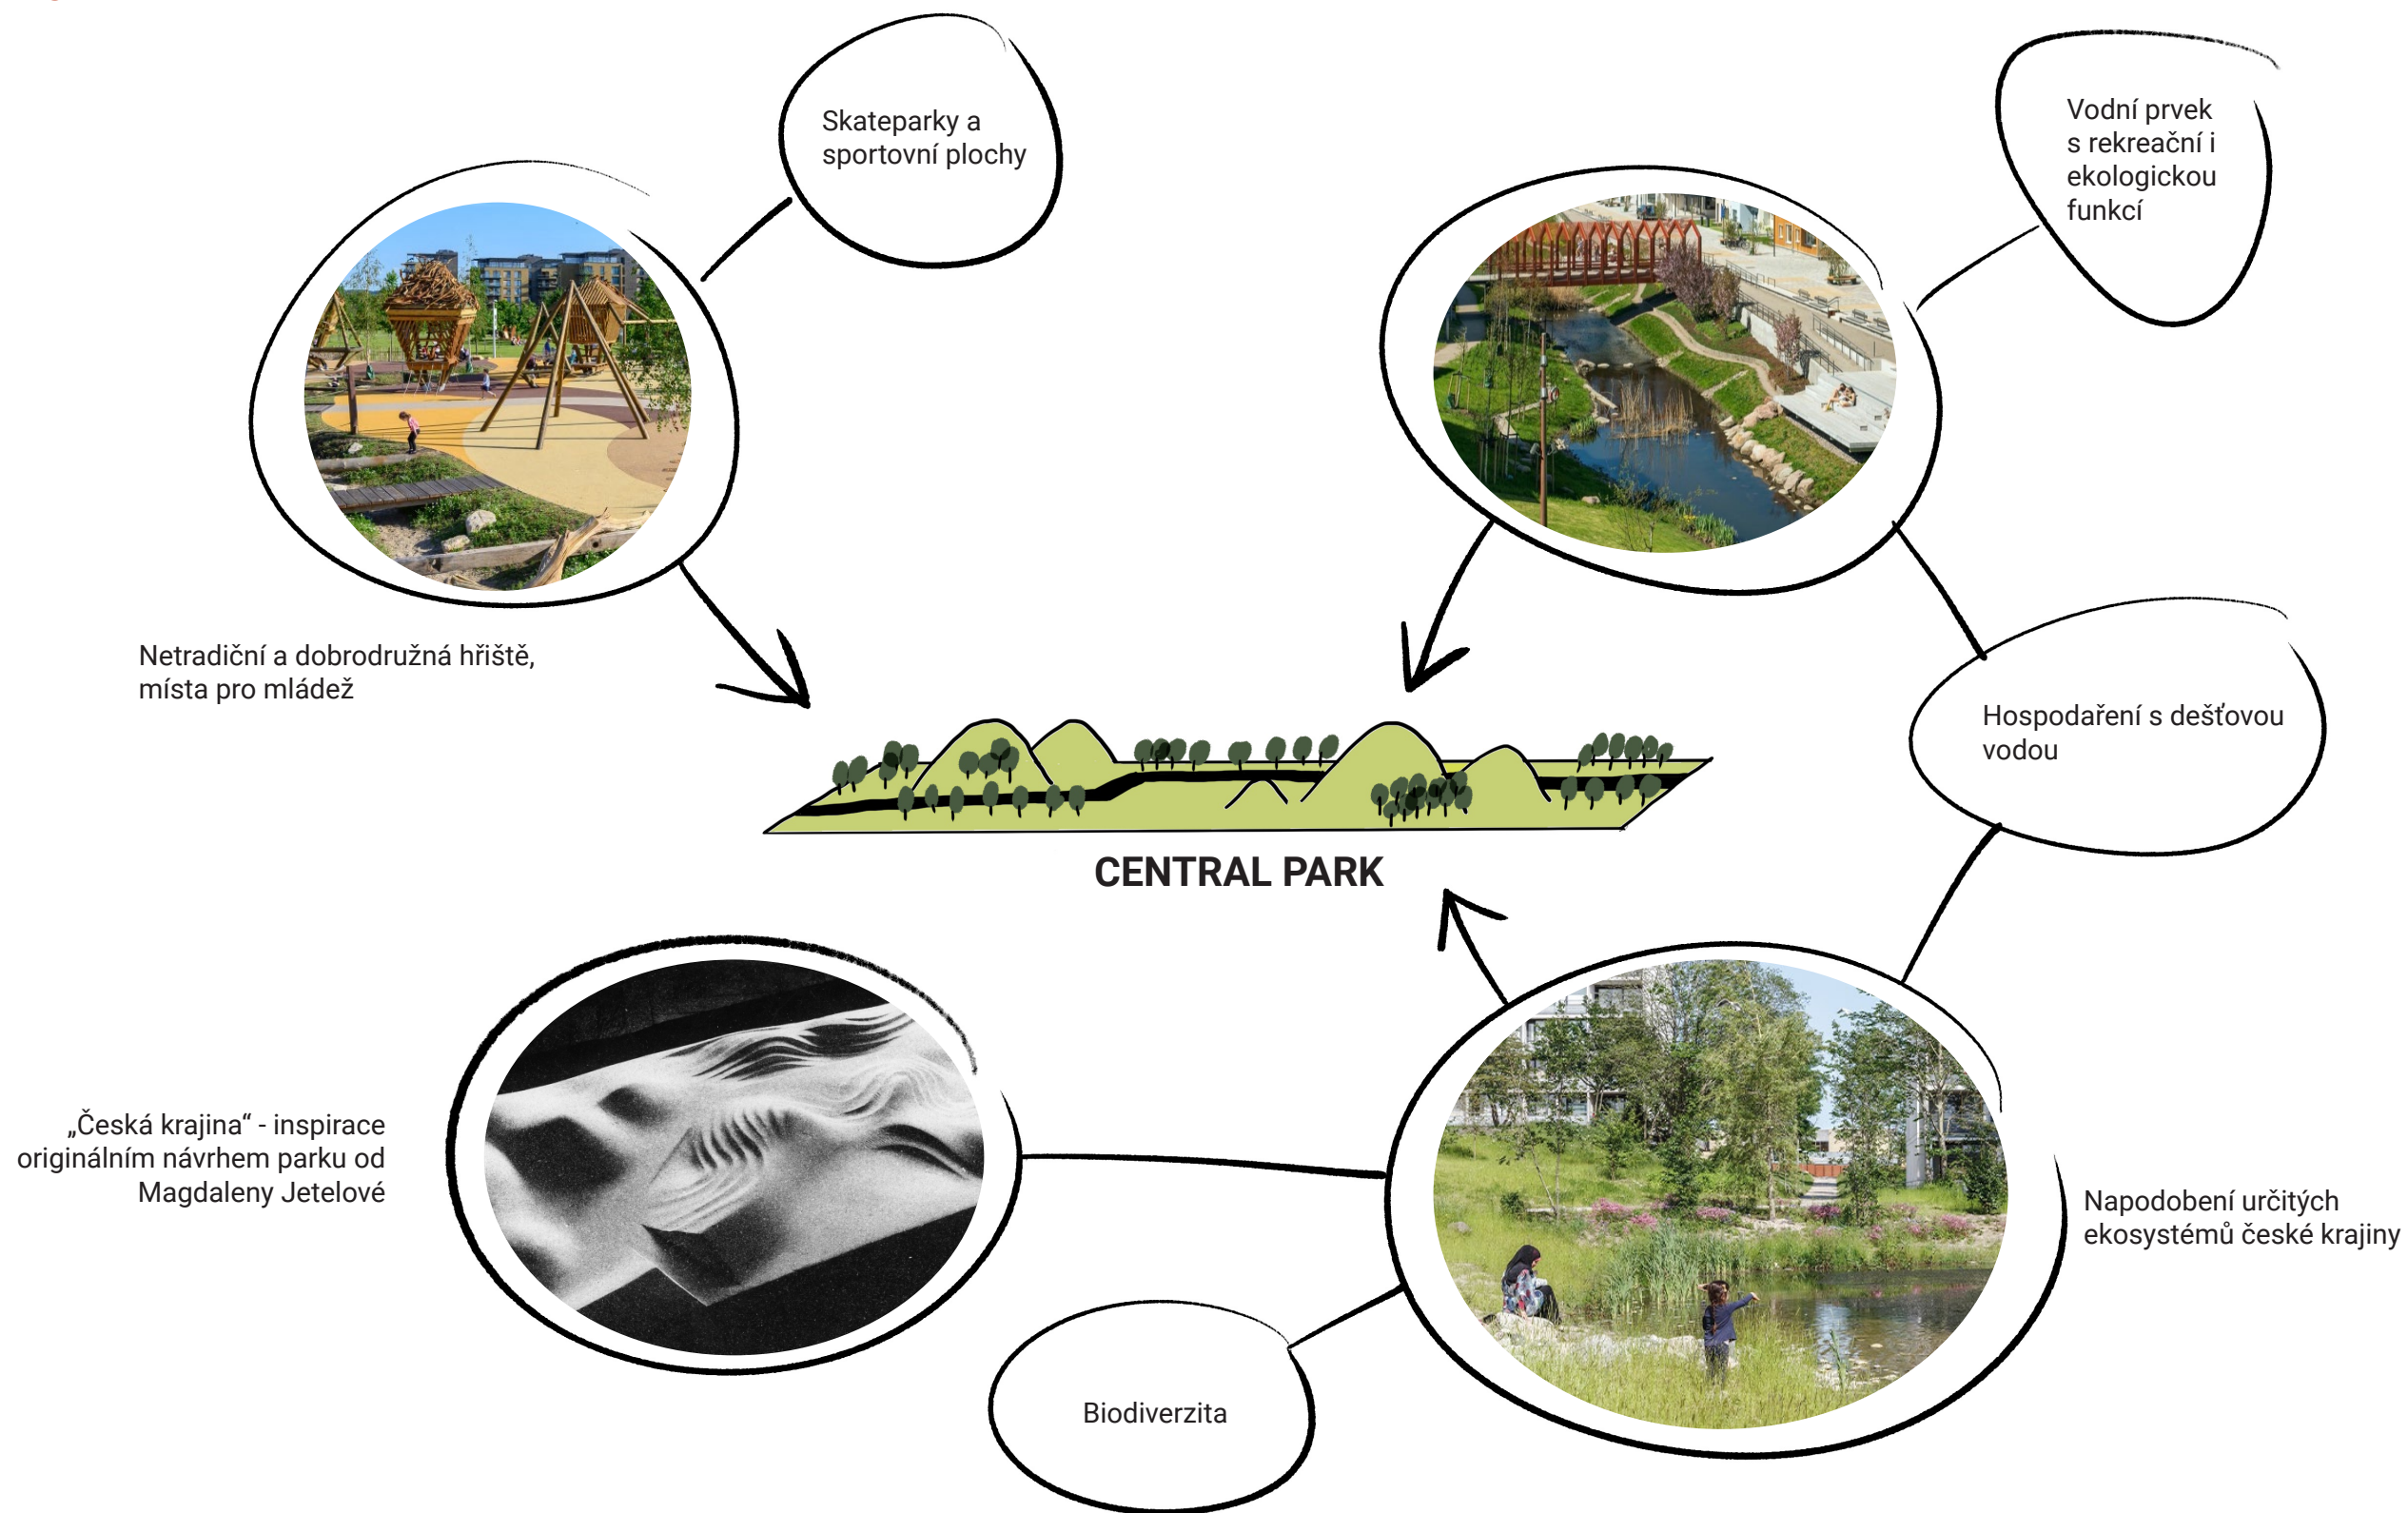 Skateparky a
sportovní plochy
Vodní prvek
s rekreační i
ekologickou
funkcí
Netradiční a dobrodružná hřiště,
místa pro mládež
Hospodaření s dešťovou
vodou
CENTRAL PARK
„Česká krajina“ - inspirace
originálním návrhem parku od
Magdaleny Jetelové
Napodobení určitých
ekosystémů české krajiny
Biodiverzita